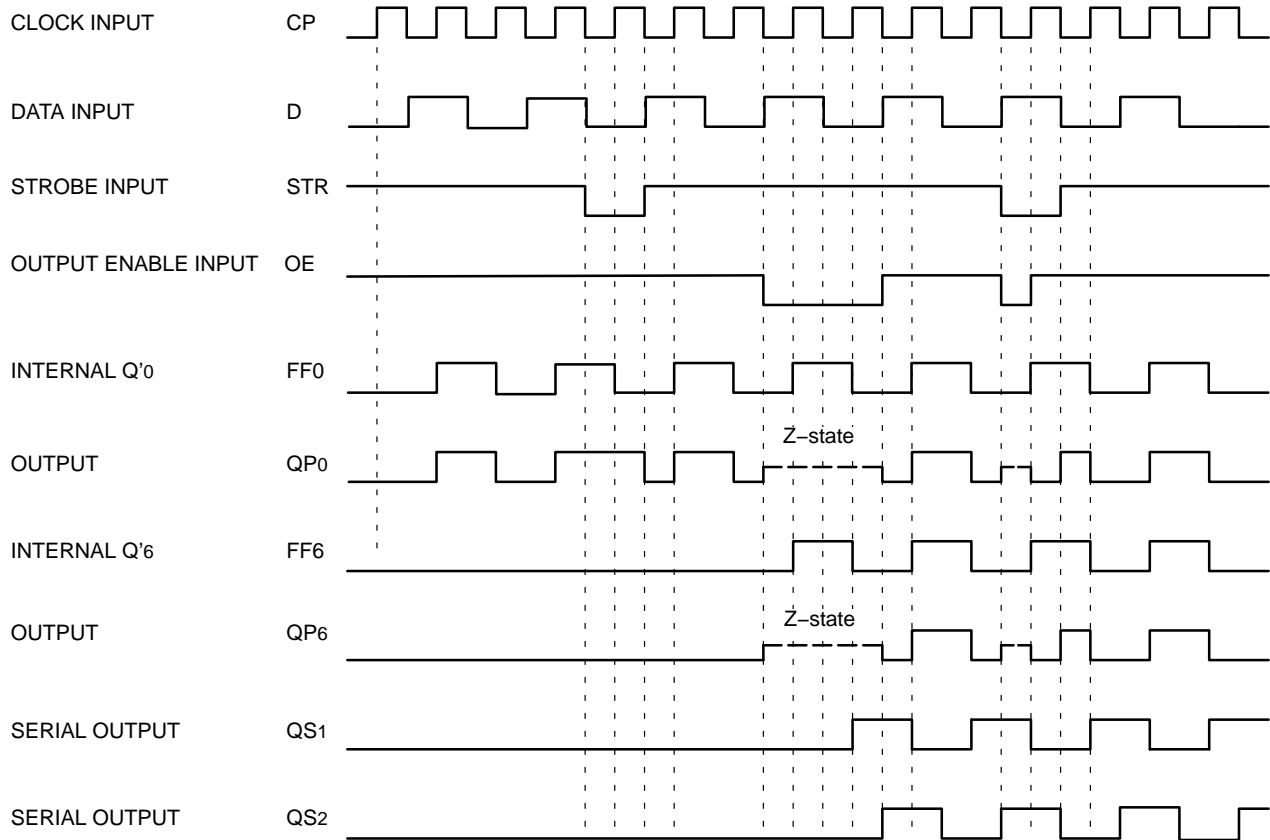 CLOCK INPUT CP
DATA INPUT D
STROBE INPUT STR
OUTPUT ENABLE INPUT OE
INTERNAL Q'0 FF0
Z−state
OUTPUT QP0
INTERNAL Q'6 FF6
Z−state
OUTPUT QP6
SERIAL OUTPUT QS1
SERIAL OUTPUT QS2